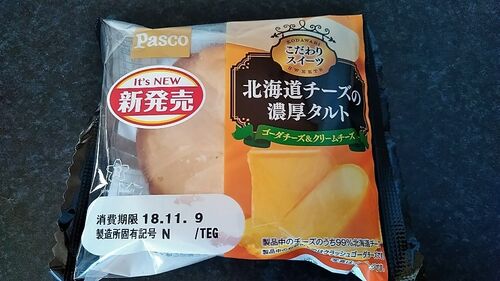 Pasco
KODAWARI
こだわり
スイーツ
SWEETS
It's NEW
新発売
北海道チーズの
濃厚タルト
ゴーダチーズ&クリームチーズ
消費期限 18.11. 9
製造所固有記号 N /TEG
製品中のチーズのうち99%北海道チー